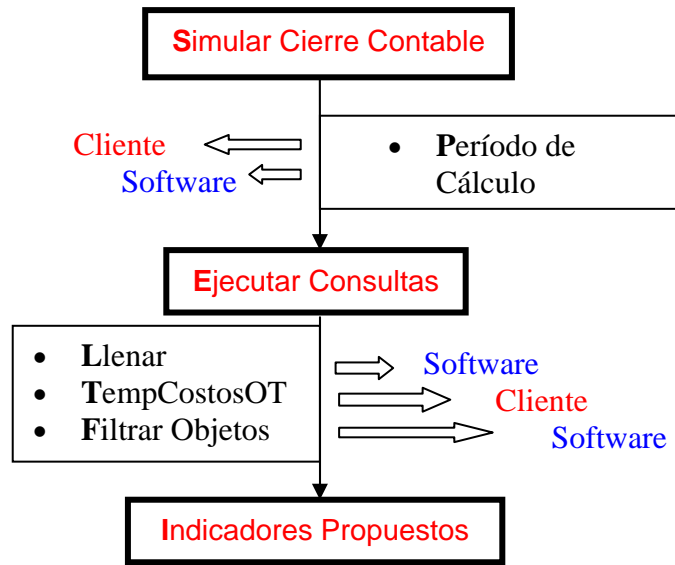 Simular Cierre Contable
Cliente
Software
• Período de
Cálculo
Ejecutar Consultas
• Llenar
• TempCostosOT
• Filtrar Objetos
Software
Cliente
Software
Indicadores Propuestos